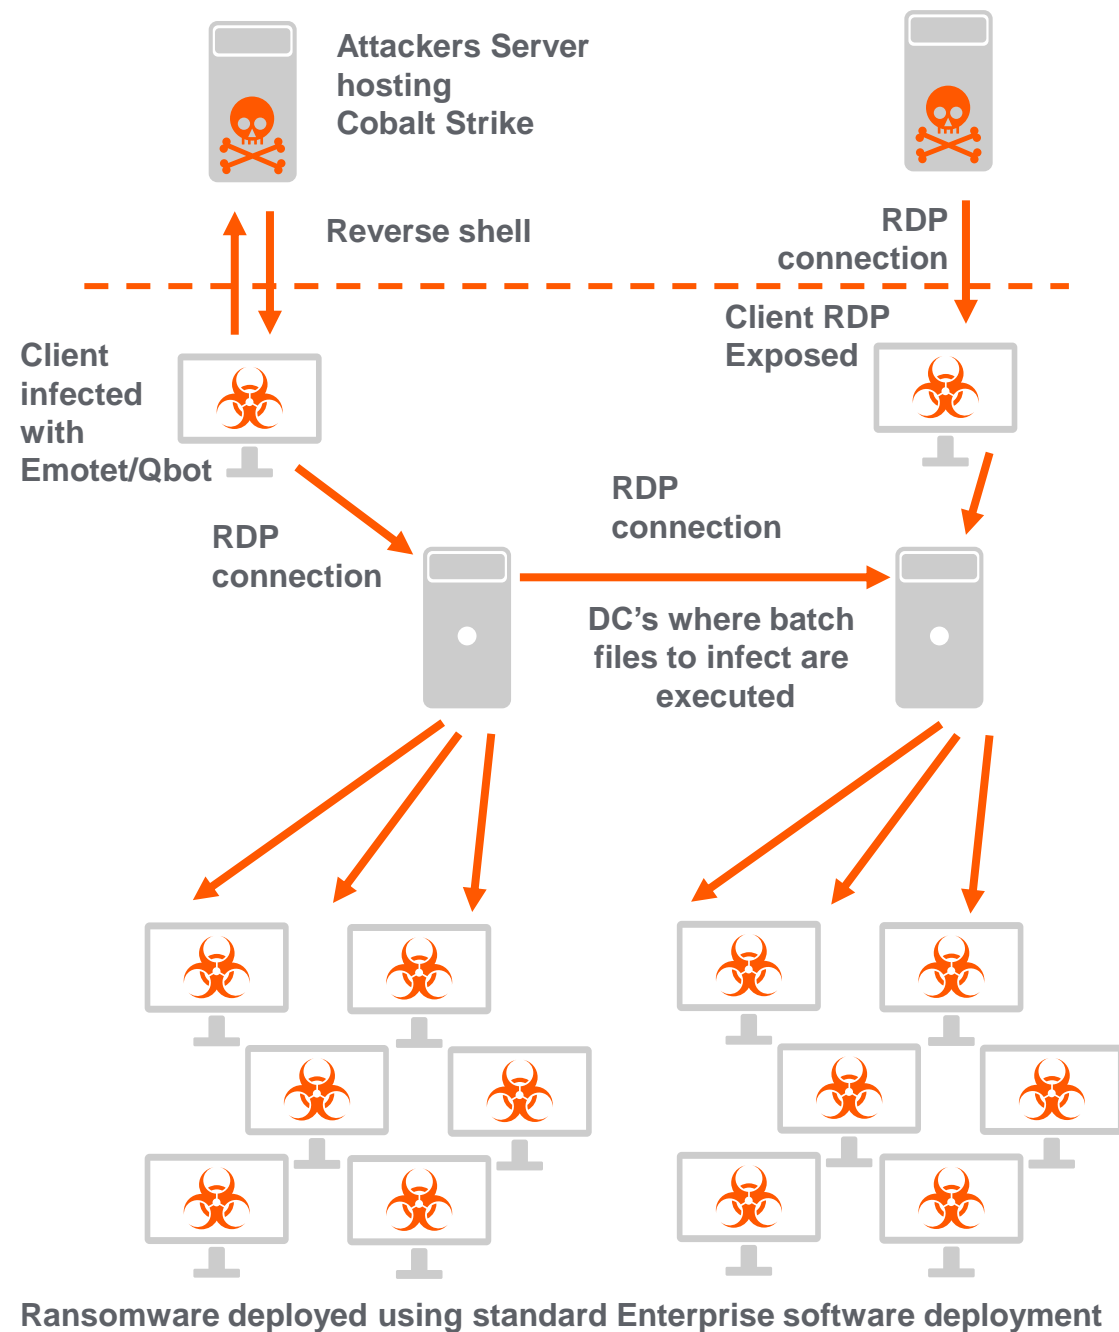 Attackers Server
hosting
Cobalt Strike
Reverse shell
RDP
connection
Client
infected
with
Emotet/Qbot
Client RDP
Exposed
RDP
connection
RDP
connection
DC’s where batch
files to infect are
executed
Ransomware deployed using standard Enterprise software deployment